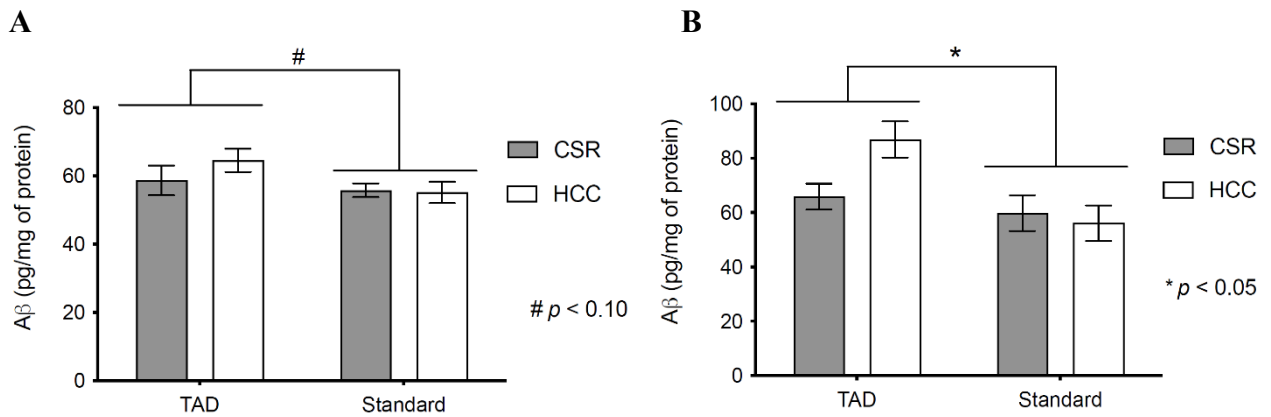 A
#
Aβ (pg/mg of protein)
80
60
40
20
0
TAD
Standard
CSR
HCC
# p < 0.10
B
*
Aβ (pg/mg of protein)
100
80
60
40
20
0
TAD
Standard
CSR
HCC
* p < 0.05